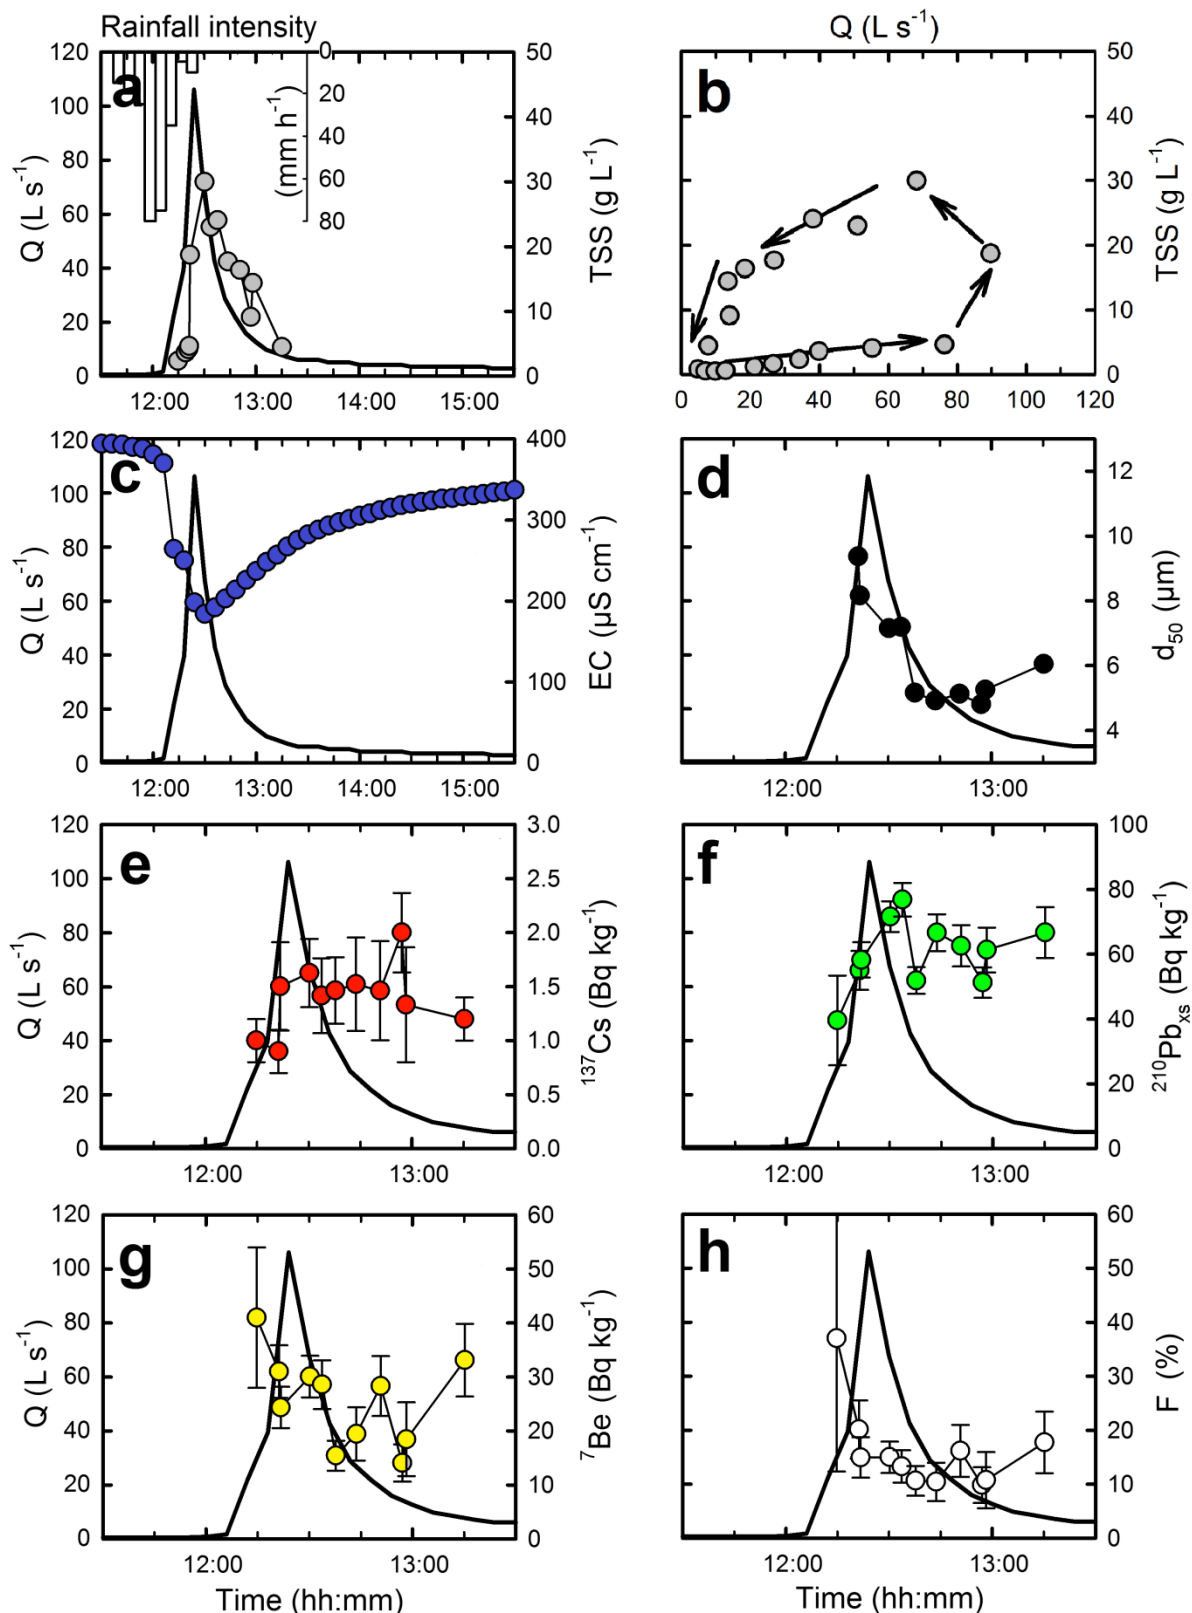 Rainfall intensity
Q (L s⁻¹)
120 0 50 50
100 20 40 40
80 40 30 30
60 60 20 20
40 80 10 10
20 0 0
0
a
b
Q (L s⁻¹)
(mm h⁻¹)
TSS (g L⁻¹)
TSS (g L⁻¹)
12:00 13:00 14:00 15:00
0 20 40 60 80 100 120
120 400 12
100 300 10
80 200 8
60 100 6
40 0 4
20
0
c
d
Q (L s⁻¹)
EC (µS cm⁻¹)
d₅₀ (µm)
12:00 13:00 14:00 15:00
12:00 13:00
120 3.0 100
100 2.5 80
80 2.0 60
60 1.5 40
40 1.0 20
20 0.5 0
0 0.0
e
f
Q (L s⁻¹)
¹³⁷Cs (Bq kg⁻¹)
²¹⁰Pbₓₛ (Bq kg⁻¹)
12:00 13:00
12:00 13:00
120 60 60
100 50 50
80 40 40
60 30 30
40 20 20
20 10 10
0 0 0
g
h
Q (L s⁻¹)
⁷Be (Bq kg⁻¹)
F (%)
12:00 13:00
12:00 13:00
Time (hh:mm)
Time (hh:mm)